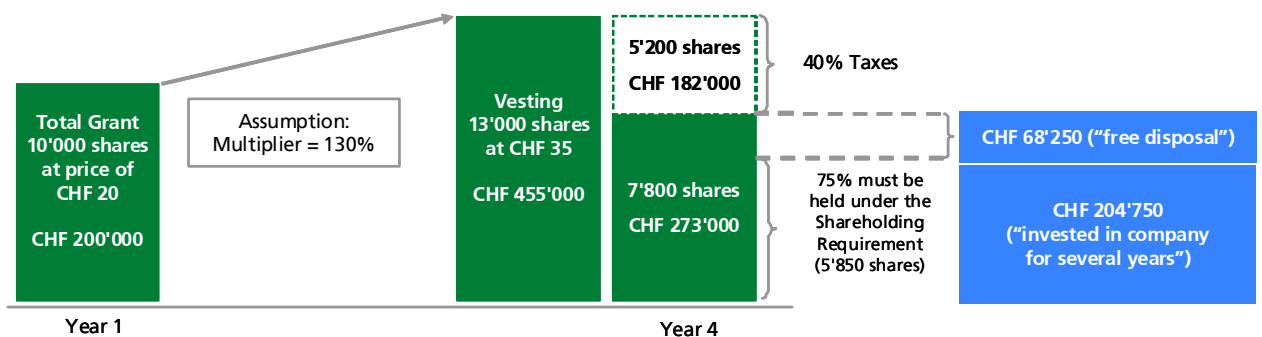 Total Grant
10'000 shares
at price of
CHF 20
CHF 200'000
Assumption:
Multiplier = 130%
Vesting
13'000 shares
at CHF 35
CHF 455'000
5'200 shares
CHF 182'000
40% Taxes
7'800 shares
CHF 273'000
75% must be
held under the
Shareholding
Requirement
(5'850 shares)
CHF 68'250 (“free disposal”)
CHF 204'750
(“invested in company
for several years”)
Year 1
Year 4